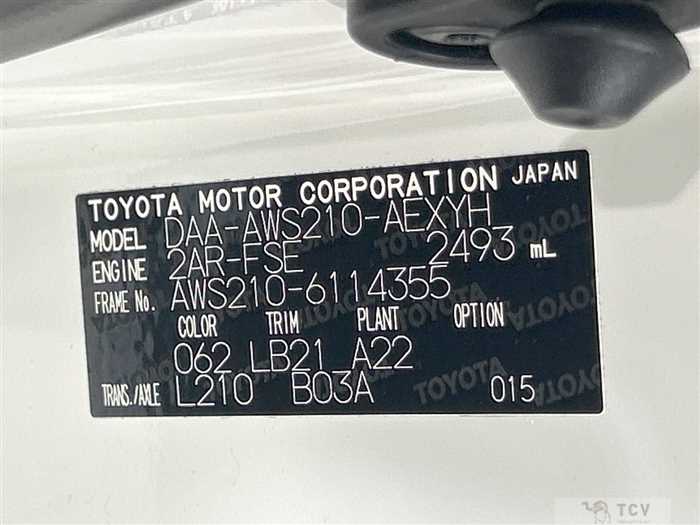 TOYOTA MOTOR CORPORATION JAPAN
MODEL DAA-AWS210-AEXYH
ENGINE 2AR-FSE 2493 mL
FRAME No. AWS210-6114355
COLOR TRIM PLANT OPTION
062 LB21 A22
TRANS./AXLE L210 B03A 015
TCV